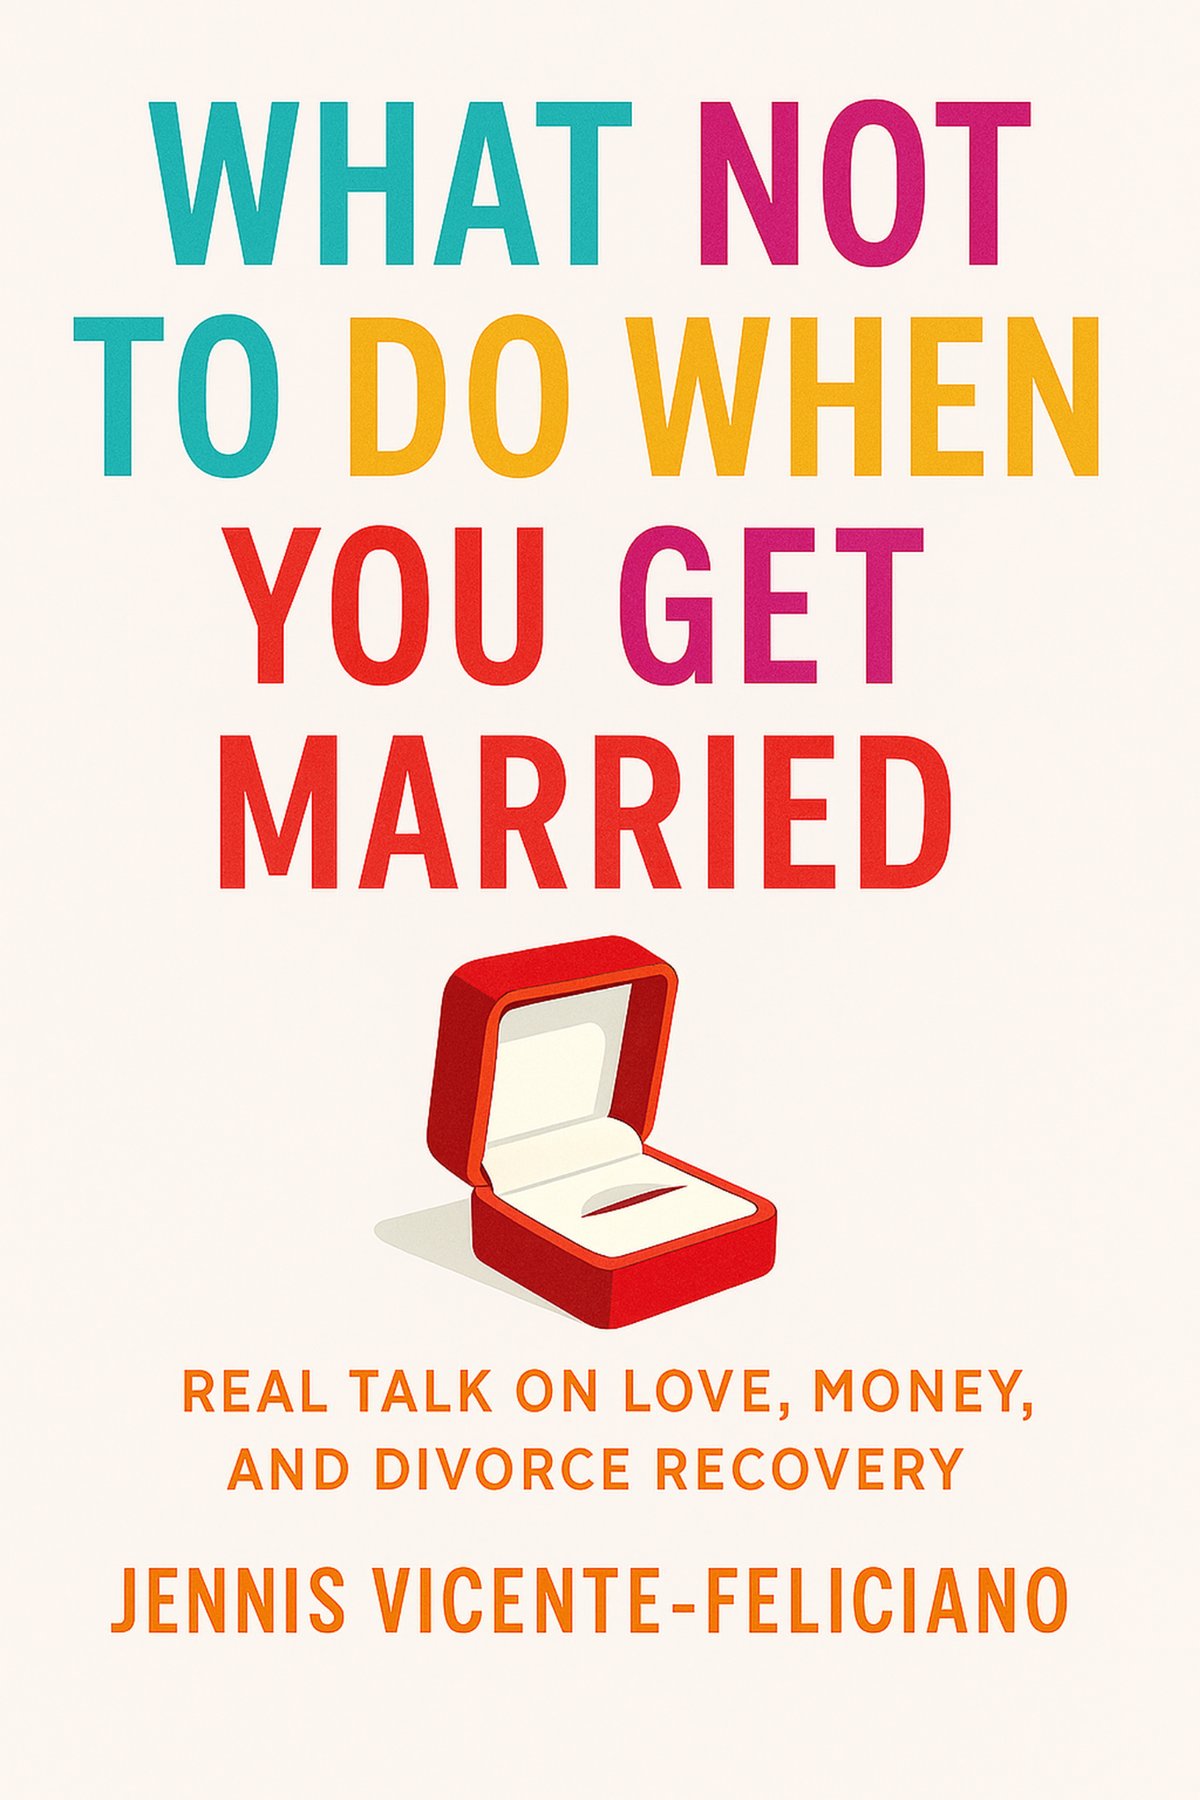 WHAT NOT
TO DO WHEN
YOU GET
MARRIED
REAL TALK ON LOVE, MONEY,
AND DIVORCE RECOVERY
JENNIS VICENTE-FELICIANO